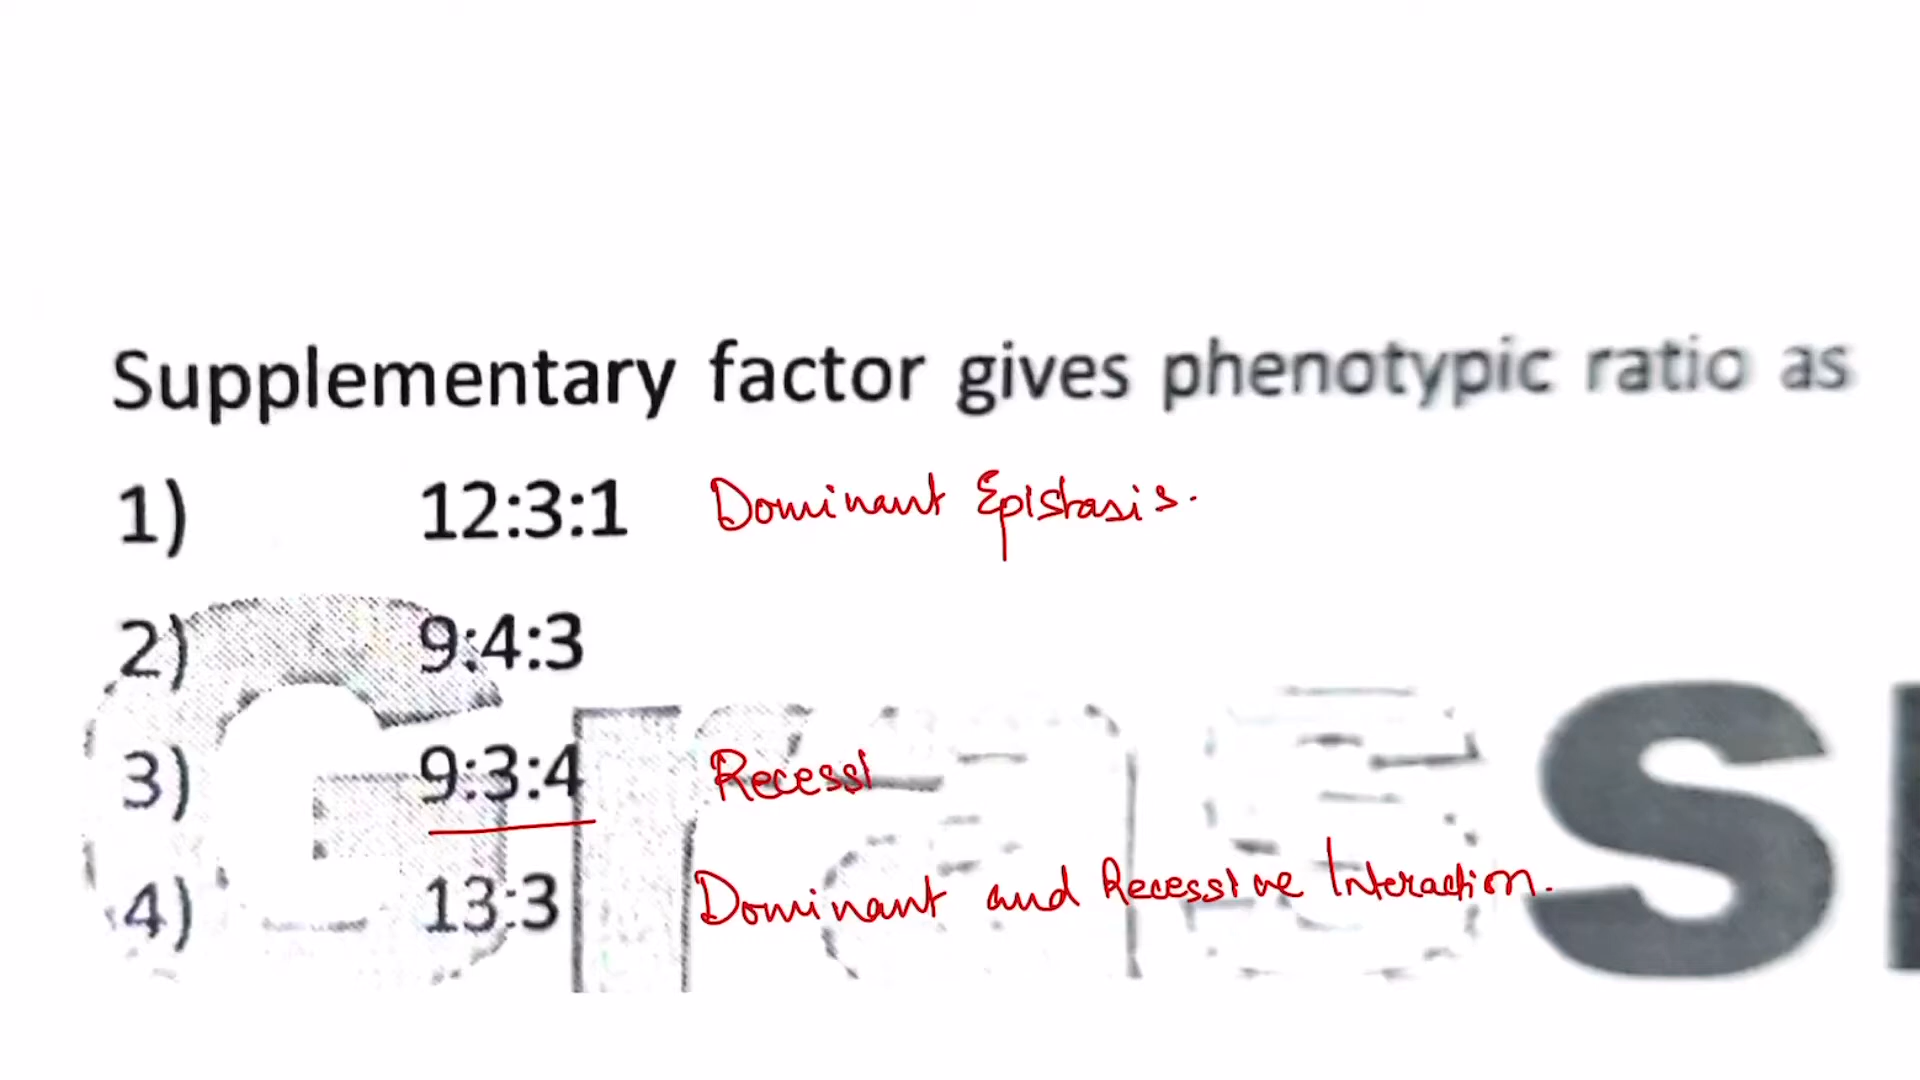 Supplementary factor gives phenotypic ratio as
1) 12:3:1 Dominant Epistasis.
2) 9:4:3
3) 9:3:4 Recessi
4) 13:3 Dominant and Recessive Interaction.